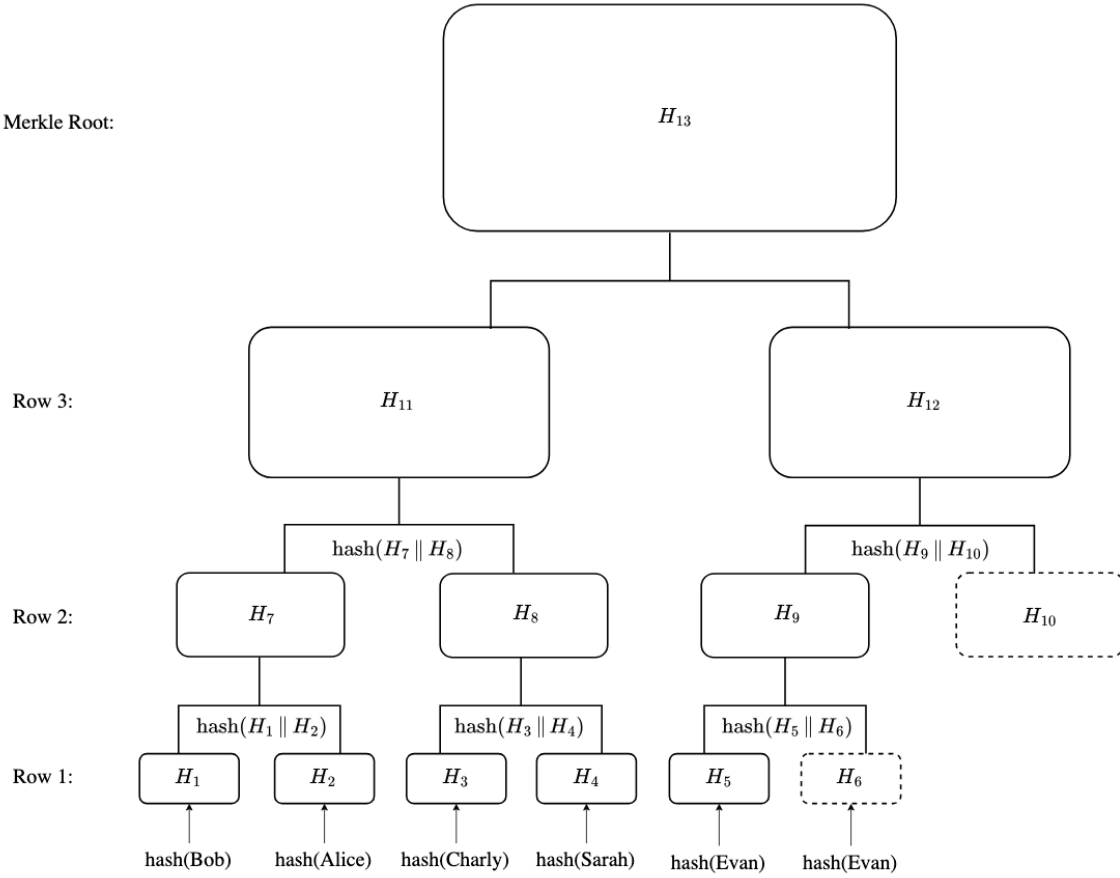 Merkle Root:
H₁₃
Row 3:
H₁₁
H₁₂
hash(H₇ ∥ H₈)
hash(H₉ ∥ H₁₀)
Row 2:
H₇
H₈
H₉
H₁₀
hash(H₁ ∥ H₂)
hash(H₃ ∥ H₄)
hash(H₅ ∥ H₆)
Row 1:
H₁
H₂
H₃
H₄
H₅
H₆
hash(Bob)
hash(Alice)
hash(Charly)
hash(Sarah)
hash(Evan)
hash(Evan)